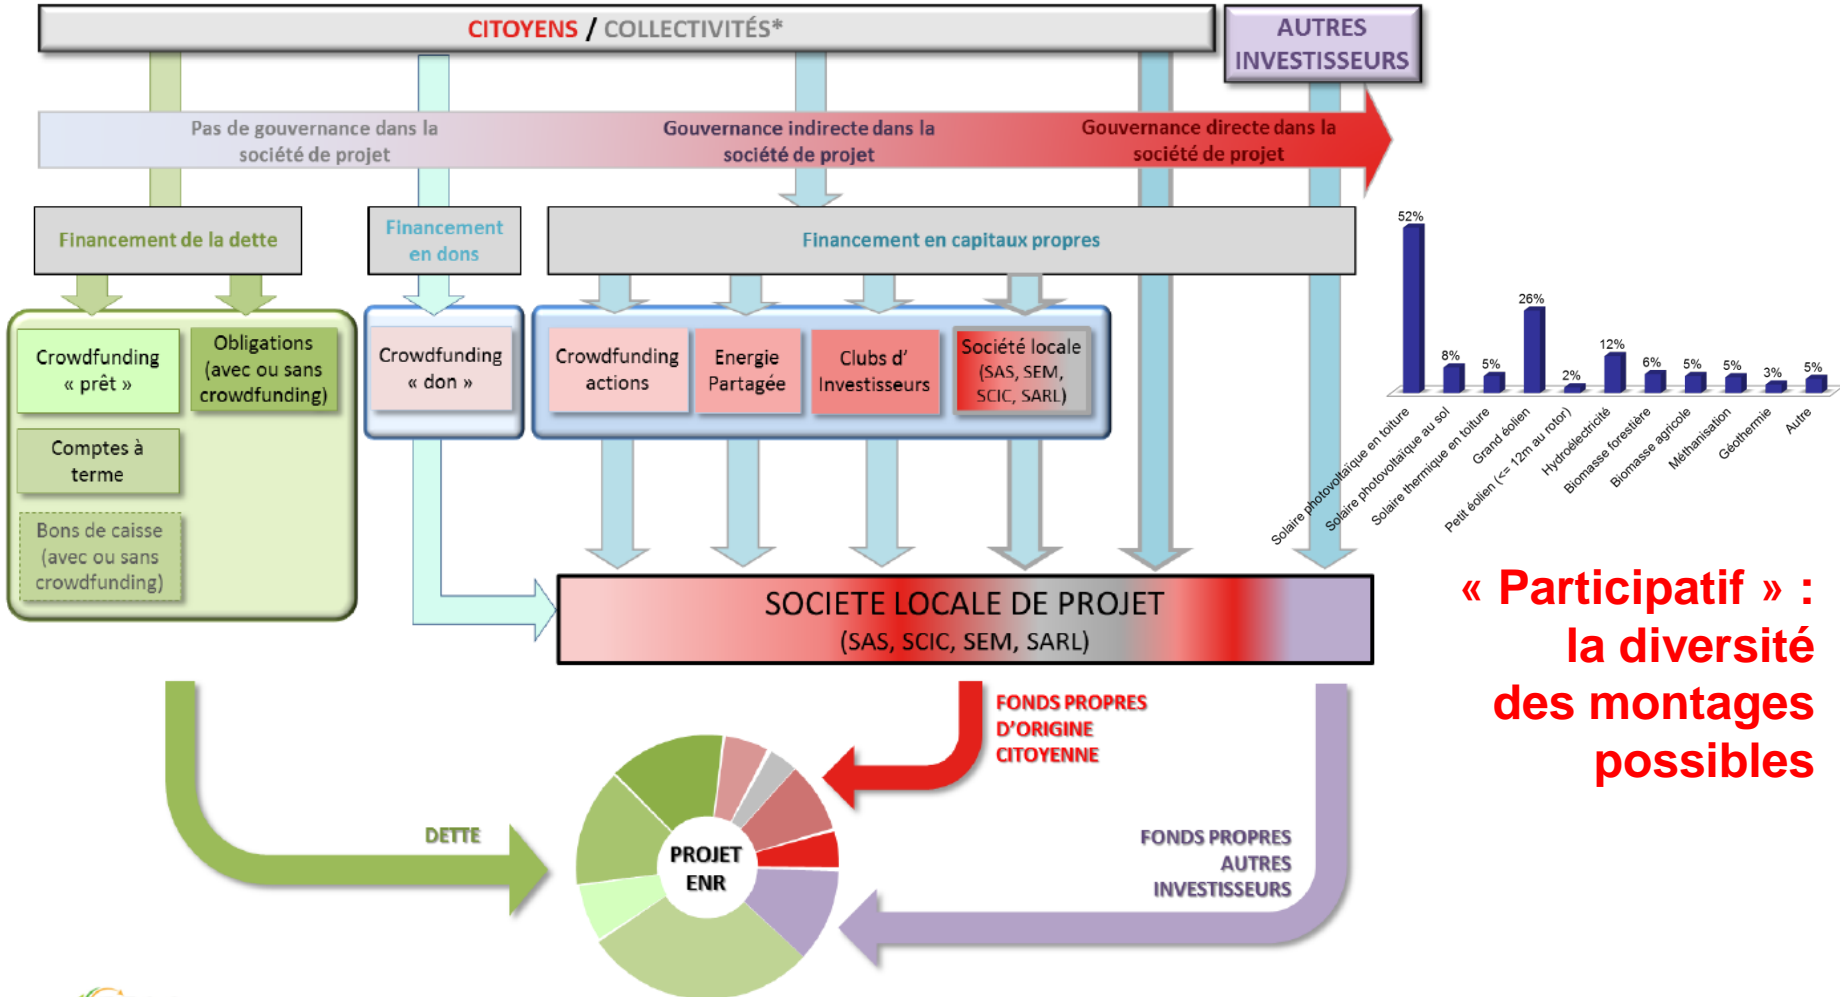 CITOYENS / COLLECTIVITÉS*
AUTRES
INVESTISSEURS
Pas de gouvernance dans la
société de projet
Gouvernance indirecte dans la
société de projet
Gouvernance directe dans la
société de projet
Financement de la dette
Financement
en dons
Financement en capitaux propres
Crowdfunding
« prêt »
Obligations
(avec ou sans
crowdfunding)
Comptes à
terme
Bons de caisse
(avec ou sans
crowdfunding)
Crowdfunding
« don »
Crowdfunding
actions
Energie
Partagée
Clubs d’
Investisseurs
Société locale
(SAS, SEM,
SCIC, SARL)
52%
8%
5%
26%
2%
12%
6%
5%
5%
3%
5%
Solaire photovoltaïque en toiture
Solaire photovoltaïque au sol
Solaire thermique en toiture
Grand éolien
Petit éolien (<= 12m au rotor)
Hydroélectricité
Biomasse forestière
Biomasse agricole
Méthanisation
Géothermie
Autre
SOCIETE LOCALE DE PROJET
(SAS, SCIC, SEM, SARL)
« Participatif » :
la diversité
des montages
possibles
FONDS PROPRES
D’ORIGINE
CITOYENNE
DETTE
PROJET
ENR
FONDS PROPRES
AUTRES
INVESTISSEURS